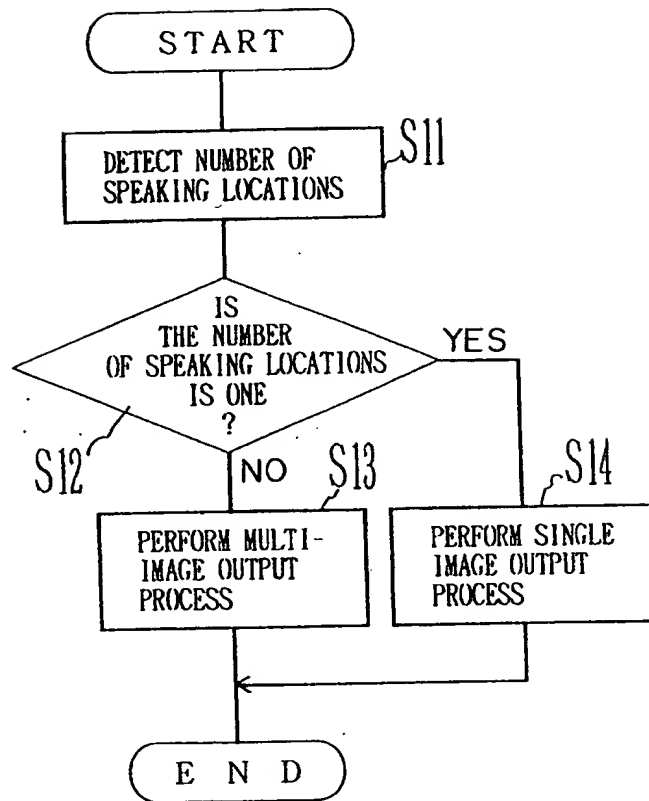 START
DETECT NUMBER OF
SPEAKING LOCATIONS
S11
IS
THE NUMBER
OF SPEAKING LOCATIONS
IS ONE
?
YES
S12
NO
S13
S14
PERFORM MULTI-
IMAGE OUTPUT
PROCESS
PERFORM SINGLE
IMAGE OUTPUT
PROCESS
END